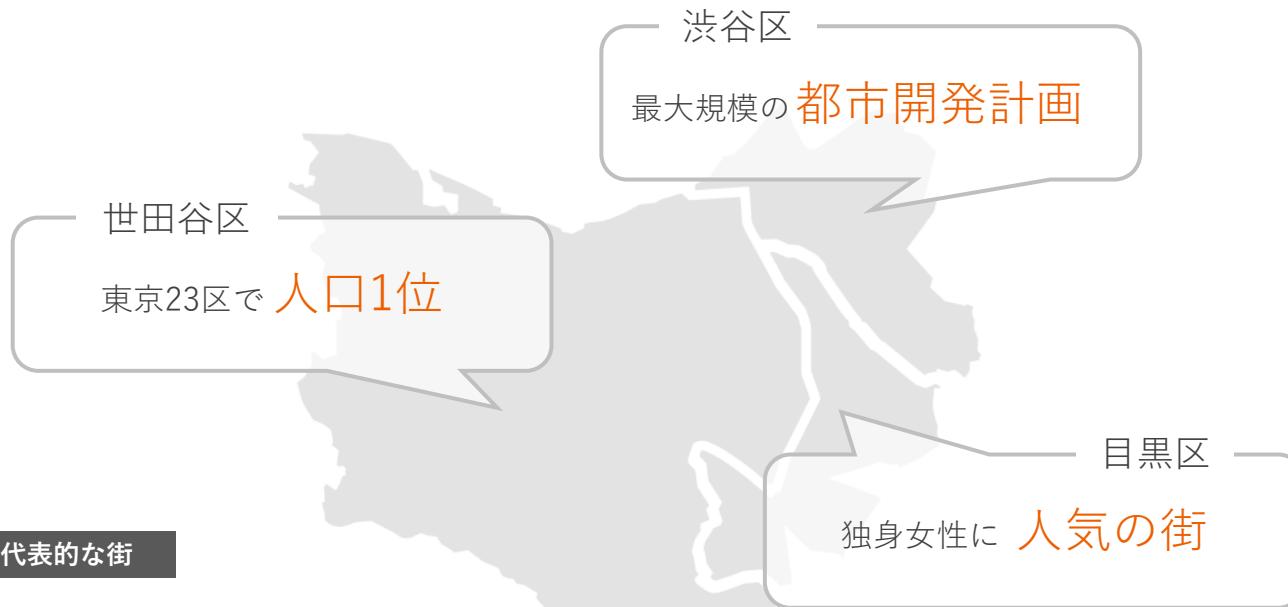 渋谷区
最大規模の 都市開発計画
世田谷区
東京23区で 人口1位
目黒区
独身女性に 人気の街
代表的な街